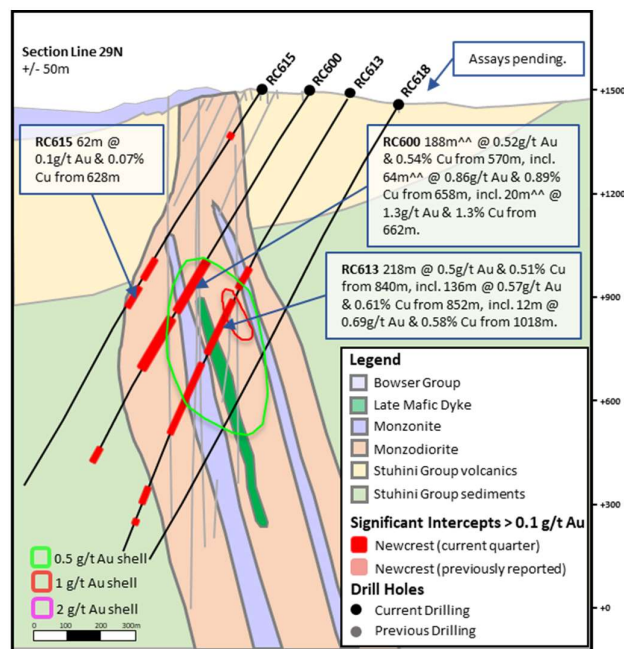 Section Line 29N
+/- 50m
RC615
RC600
RC613
RC618
Assays pending.
+1500
RC615 62m @
0.1g/t Au & 0.07%
Cu from 628m
RC600 188m^^ @ 0.52g/t Au
& 0.54% Cu from 570m, incl.
64m^^ @ 0.86g/t Au & 0.89%
Cu from 658m, incl. 20m^^ @
1.3g/t Au & 1.3% Cu from
662m.
+1200
RC613 218m @ 0.5g/t Au & 0.51% Cu
from 840m, incl. 136m @ 0.57g/t Au
& 0.61% Cu from 852m, incl. 12m @
0.69g/t Au & 0.58% Cu from 1018m.
+900
Legend
Bowser Group
Late Mafic Dyke
Monzonite
Monzodiorite
Stuhini Group volcanics
Stuhini Group sediments
Significant Intercepts > 0.1 g/t Au
Newcrest (current quarter)
Newcrest (previously reported)
Drill Holes
Current Drilling
Previous Drilling
+600
+300
+0
0.5 g/t Au shell
1 g/t Au shell
2 g/t Au shell
0 100 200 300m